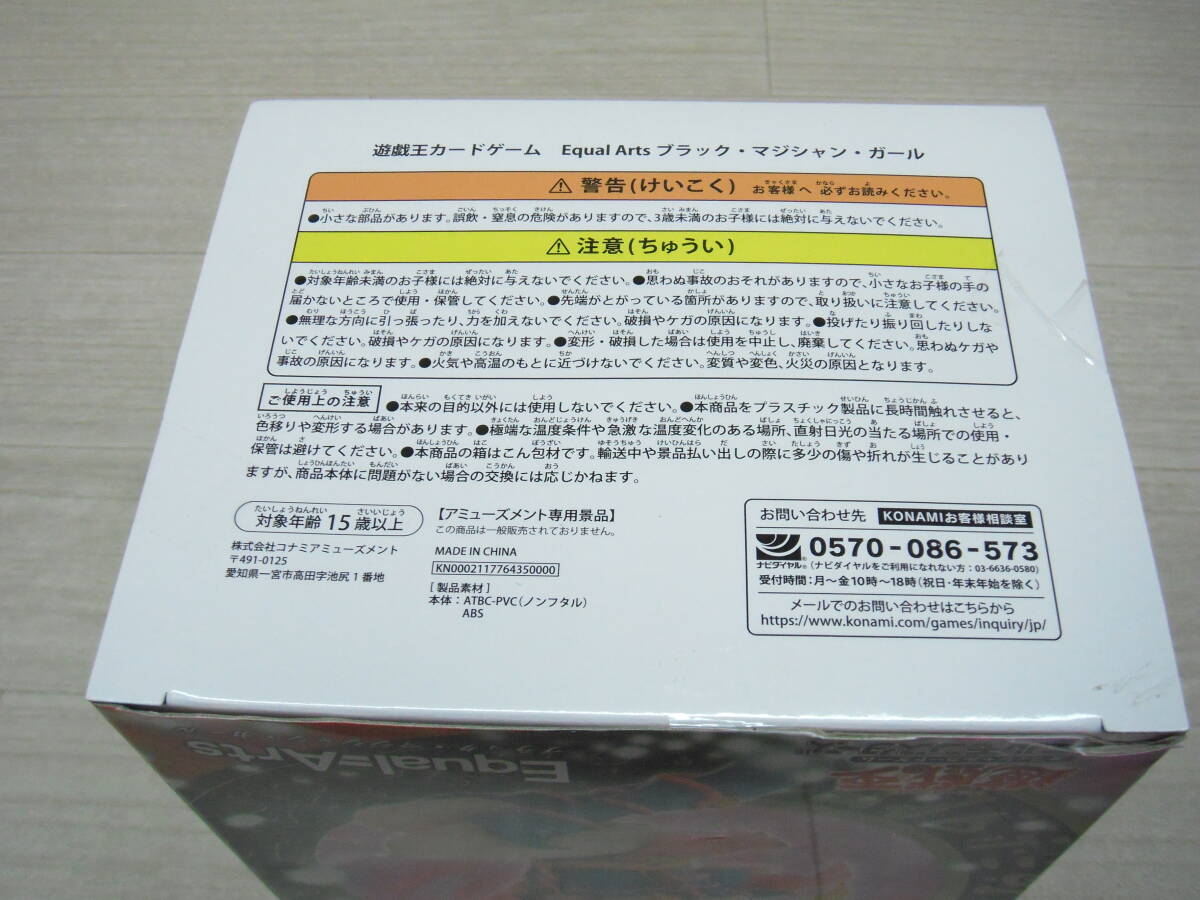 遊戯王カードゲーム　Equal Arts ブラック・マジシャン・ガール
⚠ 警告(けいこく) お客様へ 必ずお読みください。
●小さな部品があります。誤飲・窒息の危険がありますので、3歳未満のお子様には絶対に与えないでください。
⚠ 注意(ちゅうい)
●対象年齢未満のお子様には絶対に与えないでください。●思わぬ事故のおそれがありますので、小さなお子様の手の
届かないところで使用・保管してください。●先端がとがっている箇所がありますので、取り扱いに注意してください。
●無理な方向に引っ張ったり、力を加えないでください。破損やケガの原因になります。●投げたり振り回したりしな
いでください。破損やケガの原因になります。●変形・破損した場合は使用を中止し、廃棄してください。思わぬケガや
事故の原因になります。●火気や高温のもとに近づけないでください。変質や変色、火災の原因となります。
ご使用上の注意 ●本来の目的以外には使用しないでください。●本商品をプラスチック製品に長時間触れさせると、
色移りや変形する場合があります。●極端な温度条件や急激な温度変化のある場所、直射日光の当たる場所での使用・
保管は避けてください。●本商品の箱はこん包材です。輸送中や景品払い出しの際に多少の傷や折れが生じることがあり
ますが、商品本体に問題がない場合の交換には応じかねます。
対象年齢 15歳以上
株式会社コナミアミューズメント
〒491-0125
愛知県一宮市高田字池尻1番地
【アミューズメント専用景品】
この商品は一般販売されておりません。
MADE IN CHINA
KN0002117764350000
[製品素材]
本体：ATBC-PVC(ノンフタル)
ABS
お問い合わせ先 KONAMIお客様相談室
ナビダイヤル® 0570-086-573
(ナビダイヤルをご利用になれない方：03-6636-0580)
受付時間：月～金10時～18時(祝日・年末年始を除く)
メールでのお問い合わせはこちらから
https://www.konami.com/games/inquiry/jp/
Equal=Arts
ブラック・マジシャン・ガール
遊戯王